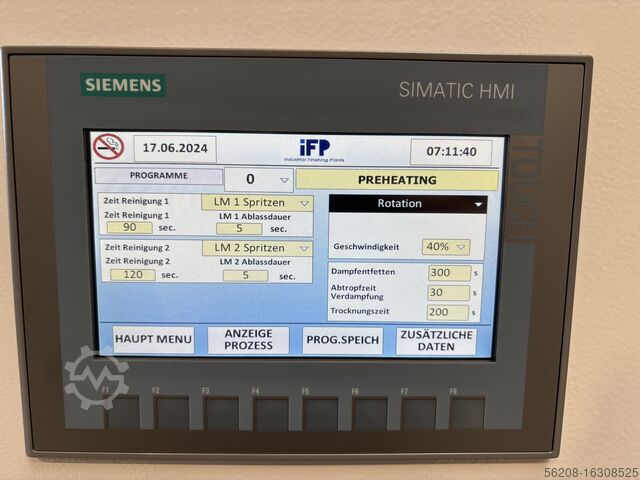 SIEMENS
SIMATIC HMI
TOUCH
17.06.2024
iFP
Industrial Finishing Plants
07:11:40
PROGRAMME
0
PREHEATING
Zeit Reinigung 1
LM 1 Spritzen
Zeit Reinigung 1
LM 1 Ablassdauer
90 sec.
5 sec.
Zeit Reinigung 2
LM 2 Spritzen
Zeit Reinigung 2
LM 2 Ablassdauer
120 sec.
5 sec.
Rotation
Geschwindigkeit 40%
Dampfentfetten 300 s
Abtropfzeit
Verdampfung 30 s
Trocknungszeit 200 s
HAUPT MENU
ANZEIGE
PROZESS
PROG.SPEICH
ZUSÄTZLICHE
DATEN
F1 F2 F3 F4 F5 F6 F7 F8
56208-16308525